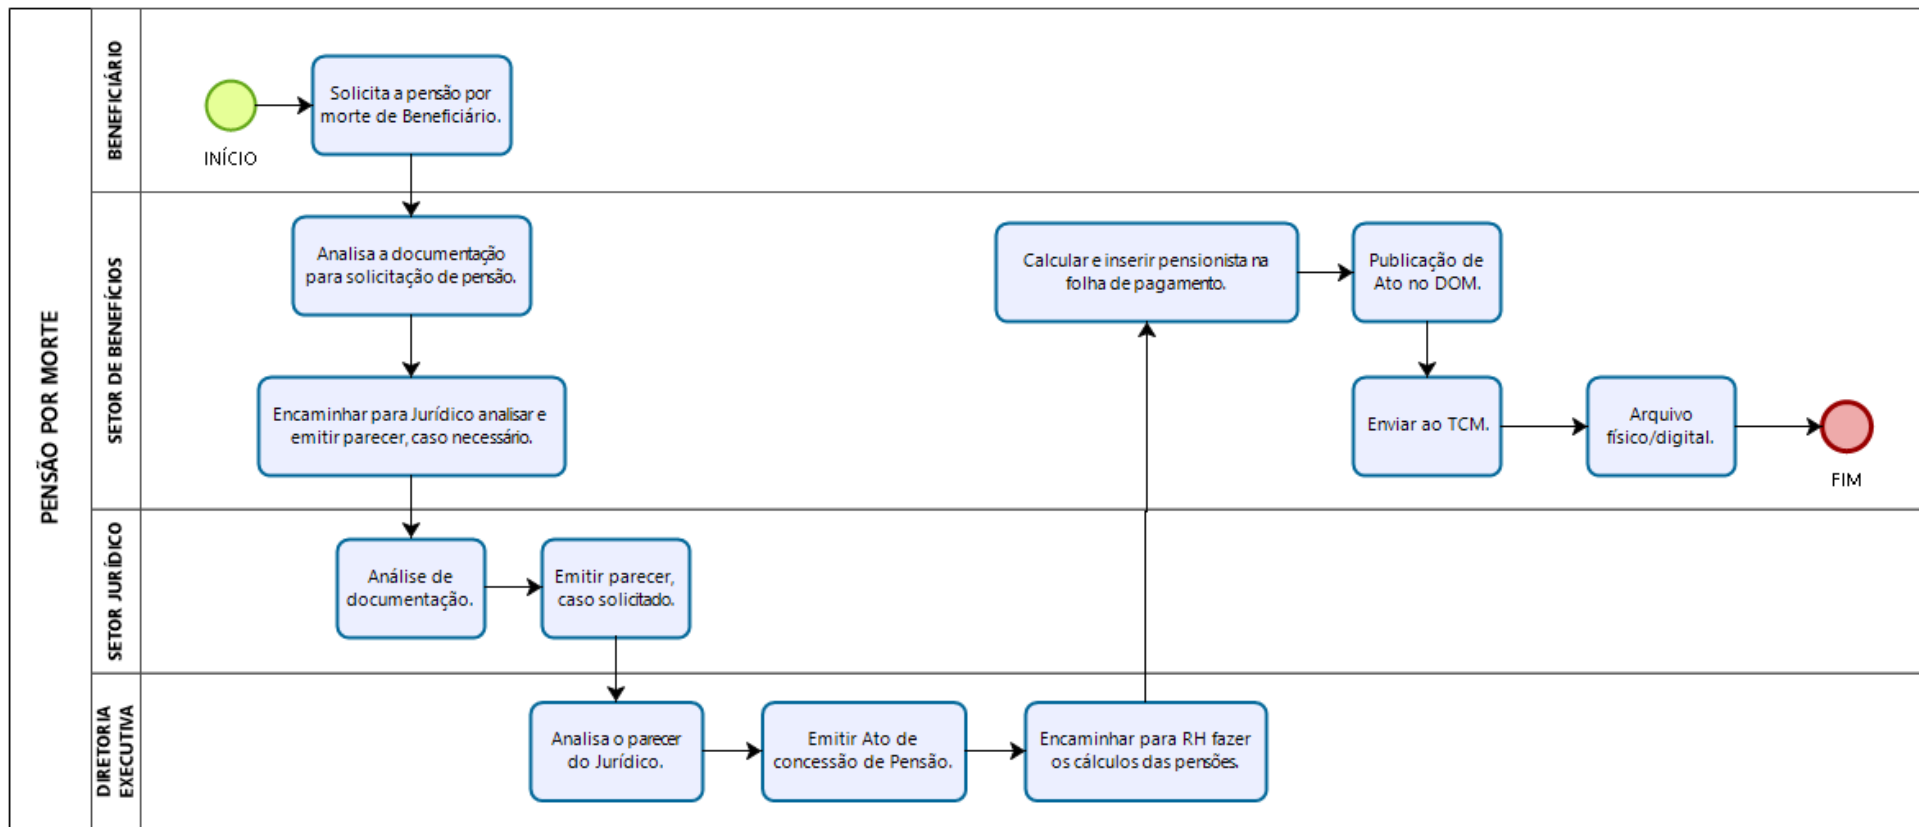 PENSÃO POR MORTE
BENEFICIÁRIO
INÍCIO
Solicita a pensão por
morte de Beneficiário.
SETOR DE BENEFÍCIOS
Analisa a documentação
para solicitação de pensão.
Encaminhar para Jurídico analisar e
emitir parecer, caso necessário.
Calcular e inserir pensionista na
folha de pagamento.
Publicação de
Ato no DOM.
Enviar ao TCM.
Arquivo
físico/digital.
FIM
SETOR JURÍDICO
Análise de
documentação.
Emitir parecer,
caso solicitado.
DIRETORIA
EXECUTIVA
Analisa o parecer
do Jurídico.
Emitir Ato de
concessão de Pensão.
Encaminhar para RH fazer
os cálculos das pensões.